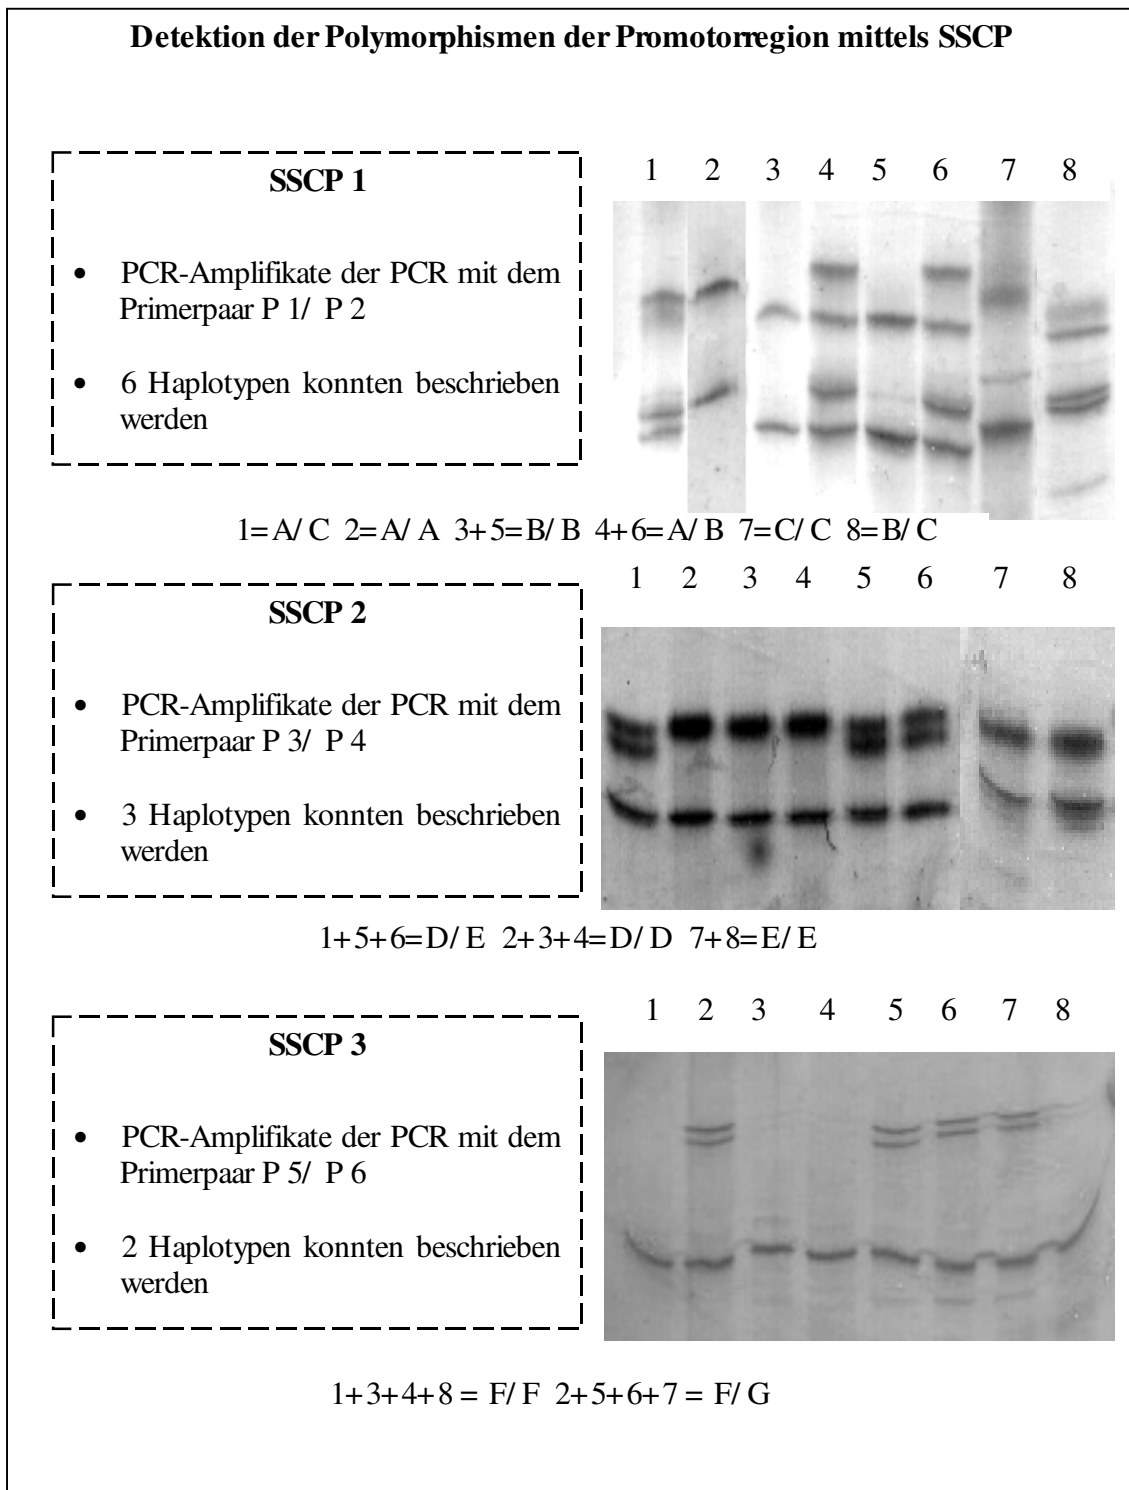 Detektion der Polymorphismen der Promotorregion mittels SSCP
SSCP 1
• PCR-Amplifikate der PCR mit dem
Primerpaar P 1/ P 2
• 6 Haplotypen konnten beschrieben
werden
1 2 3 4 5 6 7 8
1=A/ C 2=A/ A 3+5=B/ B 4+6=A/ B 7=C/ C 8=B/ C
SSCP 2
• PCR-Amplifikate der PCR mit dem
Primerpaar P 3/ P 4
• 3 Haplotypen konnten beschrieben
werden
1 2 3 4 5 6 7 8
1+5+6=D/ E 2+3+4=D/ D 7+8=E/ E
SSCP 3
• PCR-Amplifikate der PCR mit dem
Primerpaar P 5/ P 6
• 2 Haplotypen konnten beschrieben
werden
1 2 3 4 5 6 7 8
1+3+4+8 = F/ F 2+5+6+7 = F/ G